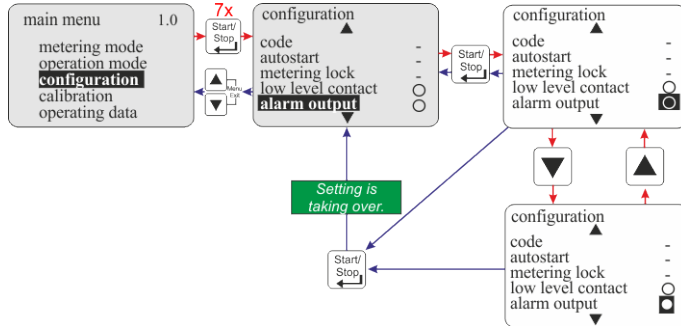 main menu 1.0
metering mode
operation mode
configuration
calibration
operating data
7x
Start/
Stop
Menu
Exit
configuration
code -
autostart -
metering lock -
low level contact
alarm output
Start/
Stop
configuration
code -
autostart -
metering lock -
low level contact
alarm output
Setting is
taking over.
Start/
Stop
configuration
code -
autostart -
metering lock -
low level contact
alarm output